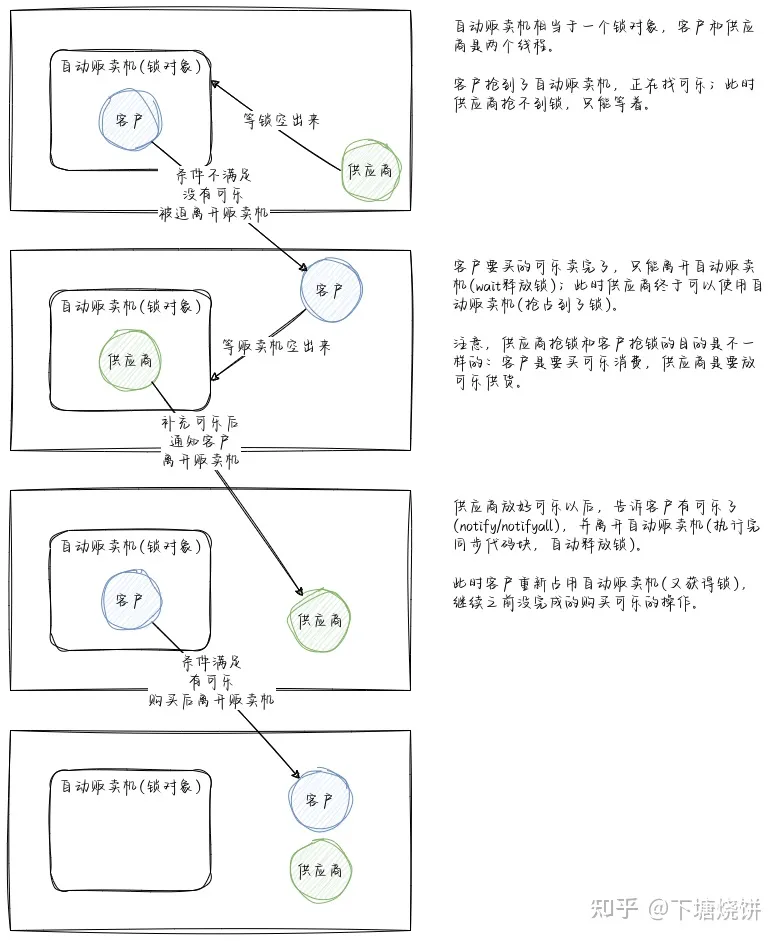 自动贩卖机(锁对象)
客户
等锁空出来
供应商
条件不满足
没有可乐
被迫离开贩卖机
自动贩卖机相当于一个锁对象，客户和供应
商是两个线程。
客户抢到了自动贩卖机，正在找可乐；此时
供应商抢不到锁，只能等着。
自动贩卖机(锁对象)
客户
供应商
等贩卖机空出来
补充可乐后
通知客户
离开贩卖机
客户要买的可乐卖完了，只能离开自动贩卖
机(wait释放锁)；此时供应商终于可以使用自
动贩卖机(抢占到了锁)。
注意，供应商抢锁和客户抢锁的目的是不一
样的：客户是要买可乐消费，供应商是要放
可乐供货。
自动贩卖机(锁对象)
客户
供应商
条件满足
有可乐
购买后离开贩卖机
供应商放好可乐以后，告诉客户有可乐了
(notify/notifyall)，并离开自动贩卖机(执行完
同步代码块，自动释放锁)。
此时客户重新占用自动贩卖机(又获得锁)，
继续之前没完成的购买可乐的操作。
自动贩卖机(锁对象)
客户
供应商
知乎 @下塘烧饼